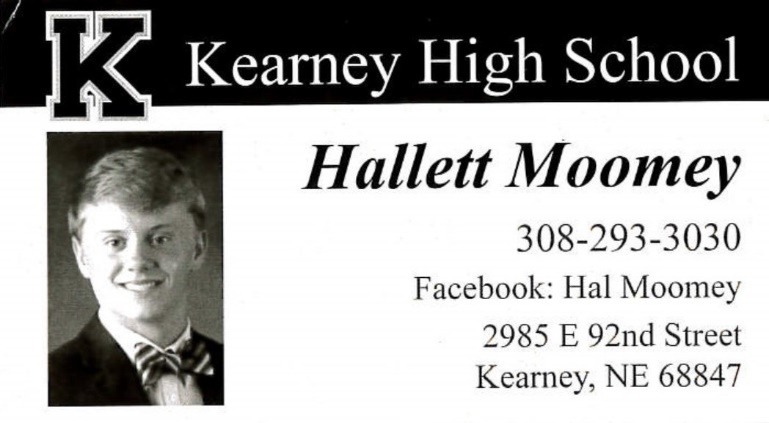 K Kearney High School
Hallett Moomey
308-293-3030
Facebook: Hal Moomey
2985 E 92nd Street
Kearney, NE 68847